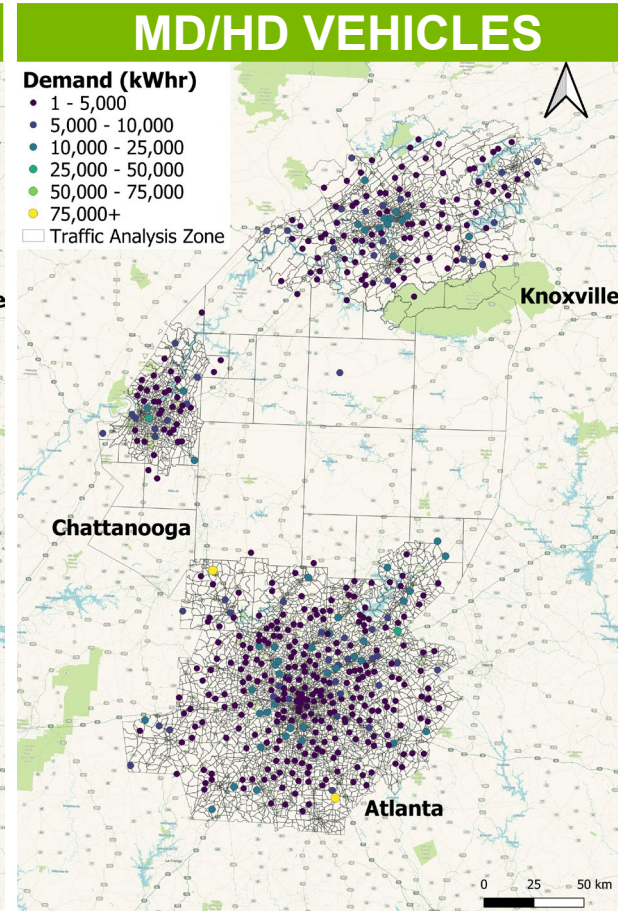 MD/HD VEHICLES
Demand (kWhr)
1 - 5,000
5,000 - 10,000
10,000 - 25,000
25,000 - 50,000
50,000 - 75,000
75,000+
Traffic Analysis Zone
e
Knoxville
Chattanooga
Atlanta
0 25 50 km